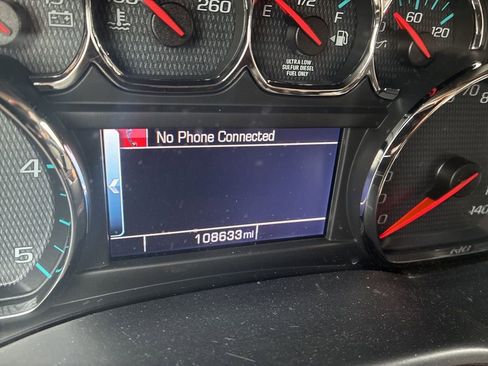 260
E 1/2 F
ULTRA LOW
SULFUR DIESEL
FUEL ONLY
60
120
No Phone Connected
108633mi
4
5
140